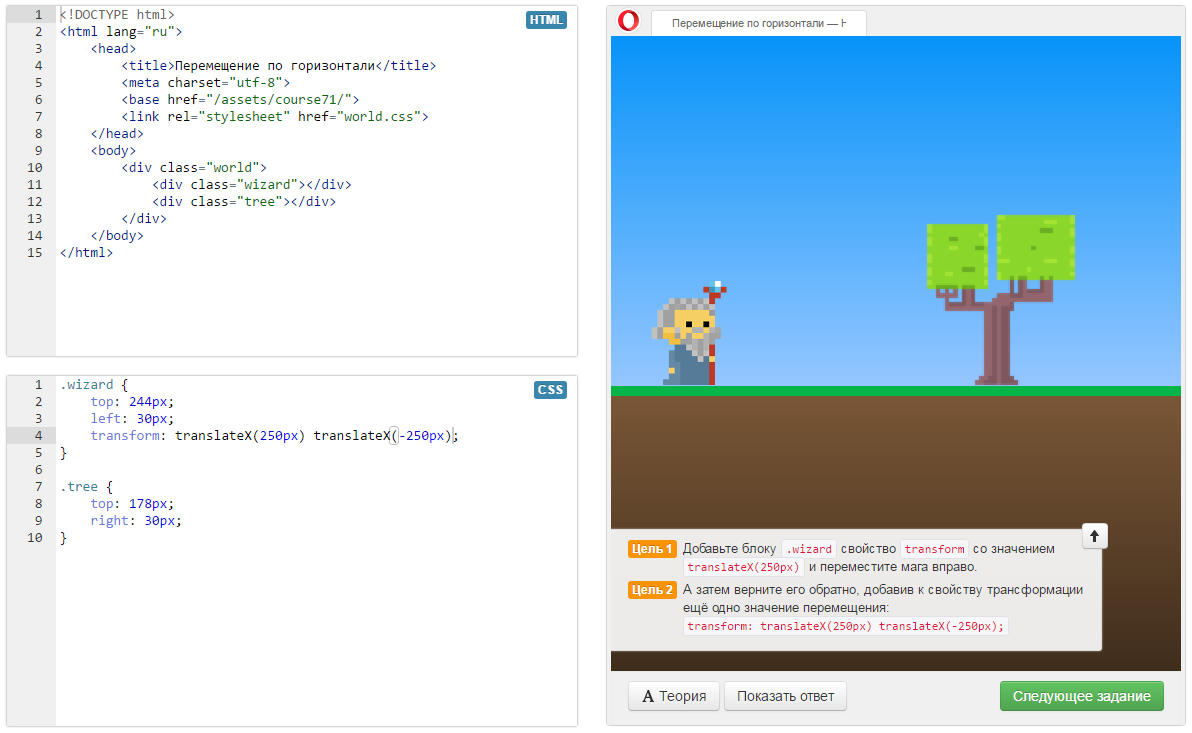 1 <!DOCTYPE html>
HTML
2 <html lang="ru">
3 <head>
4 <title>Перемещение по горизонтали</title>
5 <meta charset="utf-8">
6 <base href="/assets/course71/">
7 <link rel="stylesheet" href="world.css">
8 </head>
9 <body>
10 <div class="world">
11 <div class="wizard"></div>
12 <div class="tree"></div>
13 </div>
14 </body>
15 </html>
1 .wizard {
CSS
2 top: 244px;
3 left: 30px;
4 transform: translateX(250px) translateX(-250px);
5 }
6
7 .tree {
8 top: 178px;
9 right: 30px;
10 }
Перемещение по горизонтали —
Цель 1 Добавьте блоку .wizard свойство transform со значением
translateX(250px) и переместите мага вправо.
Цель 2 А затем верните его обратно, добавив к свойству трансформации
ещё одно значение перемещения:
transform: translateX(250px) translateX(-250px);
A Теория
Показать ответ
Следующее задание